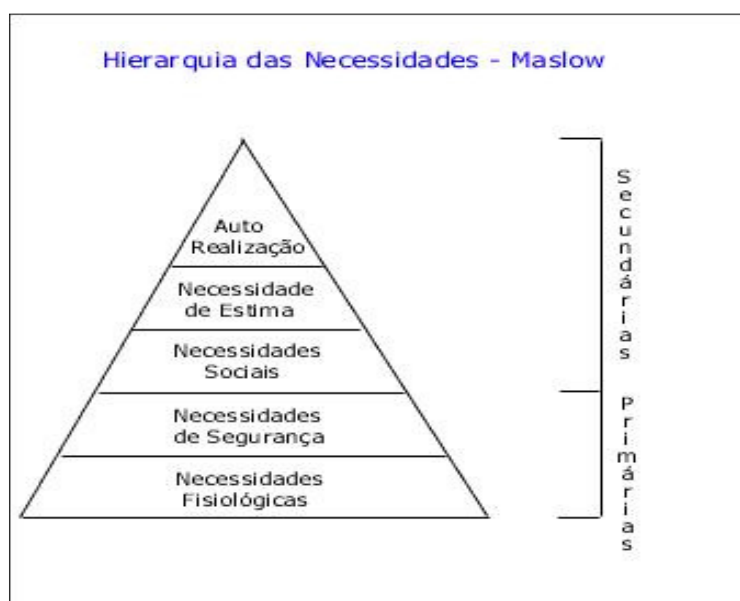 Hierarquia das Necessidades - Maslow
Auto
Realização
Necessidade
de Estima
Necessidades
Sociais
Necessidades
de Segurança
Necessidades
Fisiológicas
Secundárias
Primárias